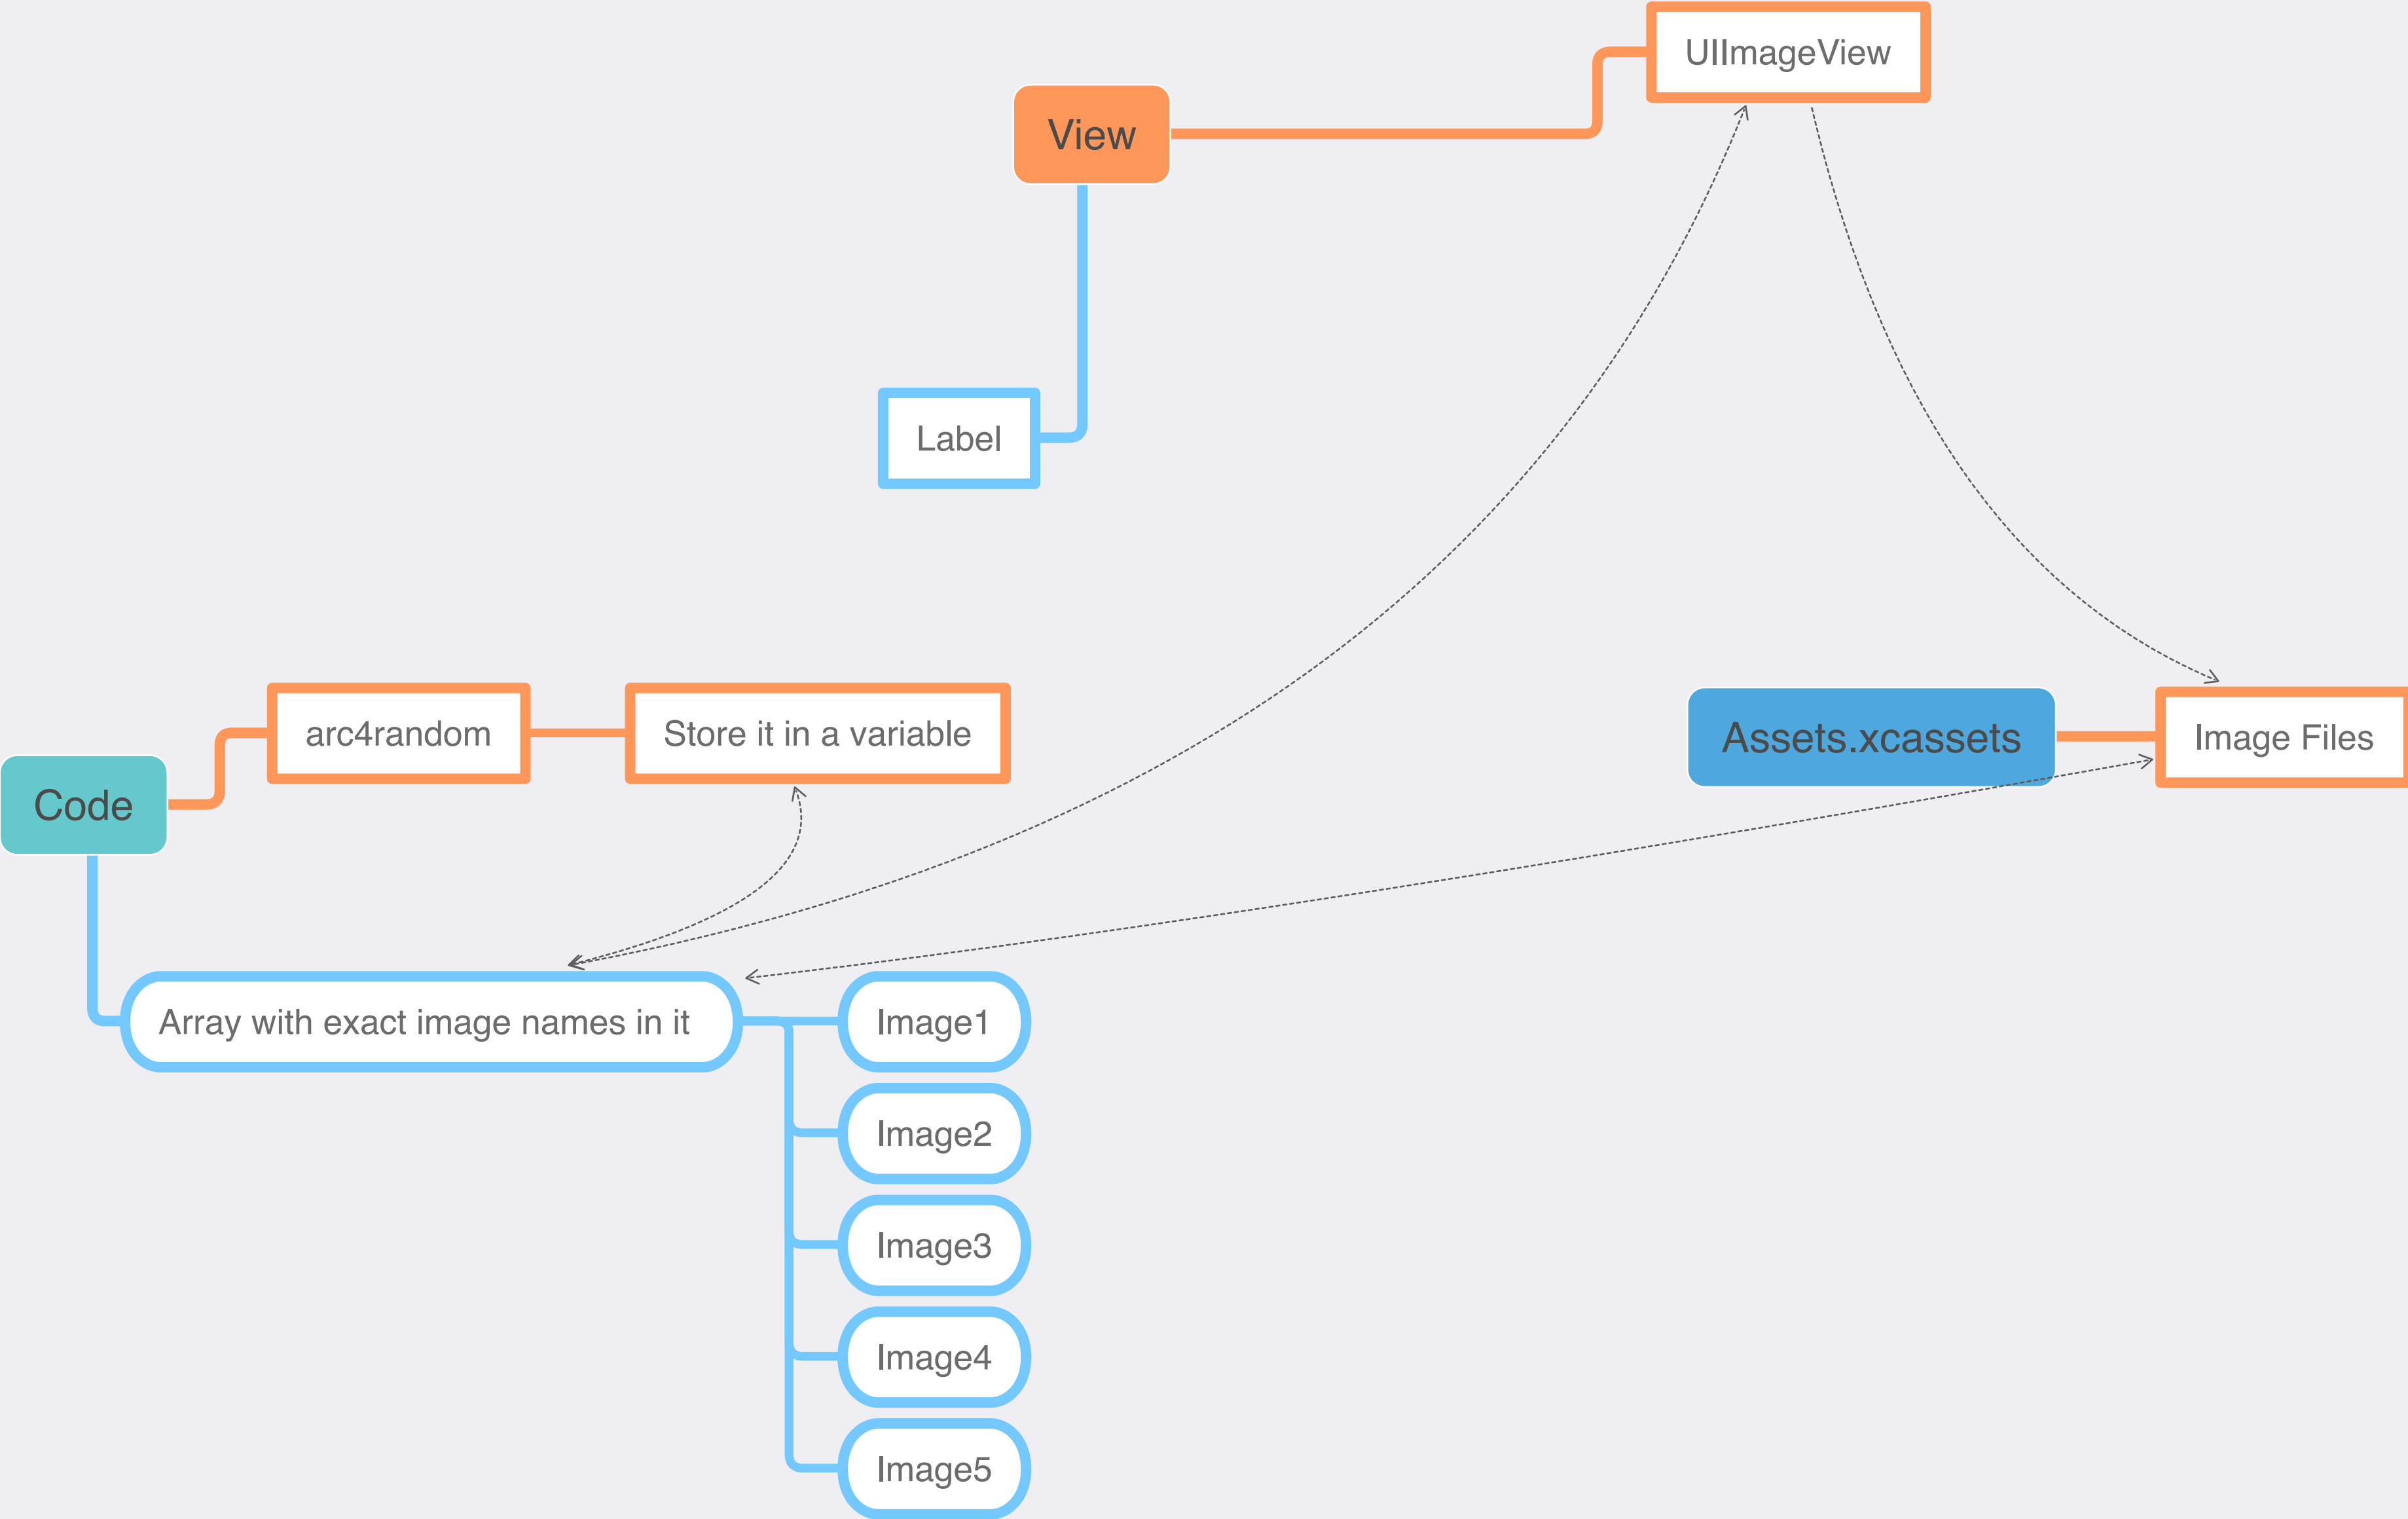 UIImageView
View
Label
arc4random
Store it in a variable
Assets.xcassets
Image Files
Code
Array with exact image names in it
Image1
Image2
Image3
Image4
Image5